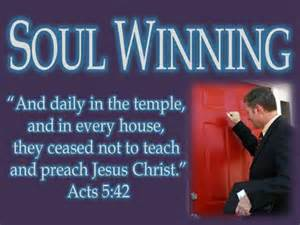 SOUL WINNING
“And daily in the temple,
and in every house,
they ceased not to teach
and preach Jesus Christ.”
Acts 5:42